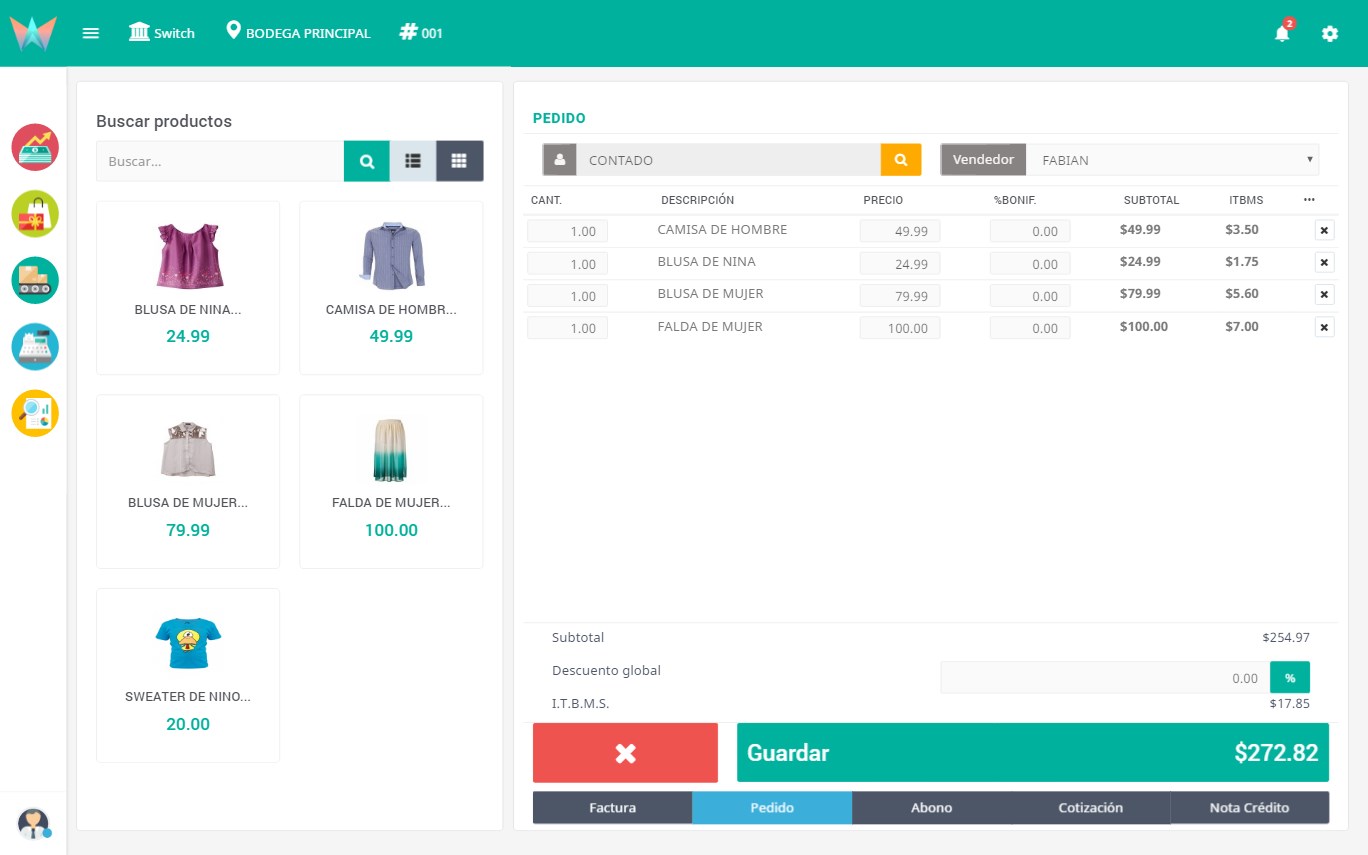 Switch
BODEGA PRINCIPAL
# 001
2
Buscar productos
Buscar...
BLUSA DE NINA...
24.99
CAMISA DE HOMBR...
49.99
BLUSA DE MUJER...
79.99
FALDA DE MUJER...
100.00
SWEATER DE NINO...
20.00
PEDIDO
CONTADO
Vendedor FABIAN
CANT. DESCRIPCIÓN PRECIO %BONIF. SUBTOTAL ITBMS ...
1.00 CAMISA DE HOMBRE 49.99 0.00 $49.99 $3.50
1.00 BLUSA DE NINA 24.99 0.00 $24.99 $1.75
1.00 BLUSA DE MUJER 79.99 0.00 $79.99 $5.60
1.00 FALDA DE MUJER 100.00 0.00 $100.00 $7.00
Subtotal $254.97
Descuento global 0.00 %
I.T.B.M.S. $17.85
Guardar $272.82
Factura Pedido Abono Cotización Nota Crédito